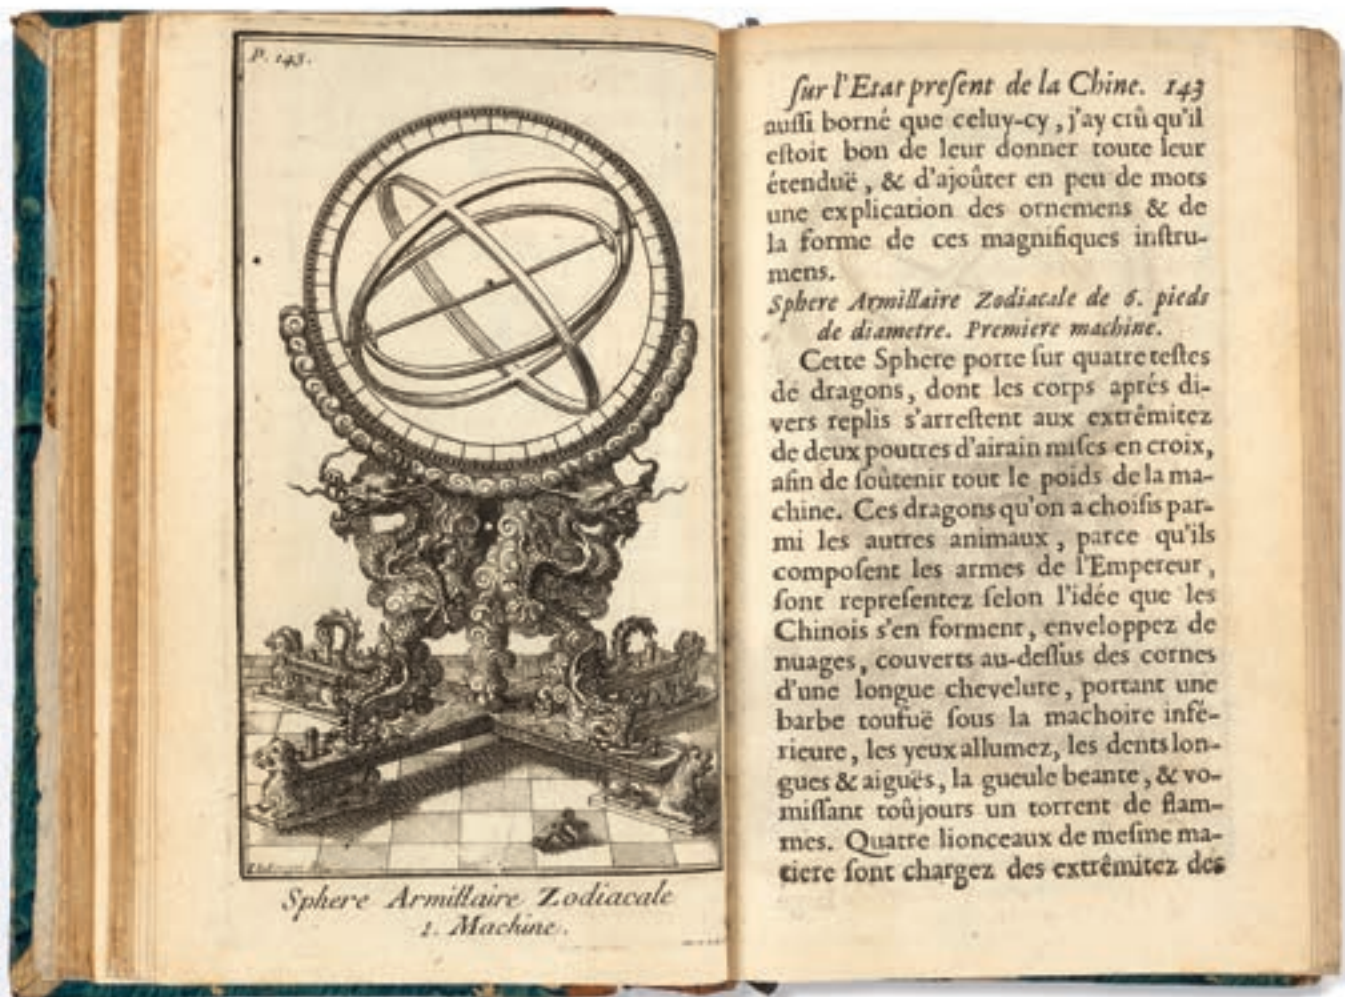 P. 143.
Sphere Armillaire Zodiacale
1. Machine.
ſur l'Etat preſent de la Chine. 143
auſſi borné que celuy-cy, j'ay crû qu'il
eſtoit bon de leur donner toute leur
étenduë, & d'ajoûter en peu de mots
une explication des ornemens & de
la forme de ces magnifiques inſtru-
mens.
Sphere Armillaire Zodiacale de 6. pieds
de diametre. Premiere machine.
Cette Sphere porte ſur quatre teſtes
de dragons, dont les corps aprés di-
vers replis s'arreſtent aux extrêmitez
de deux poutres d'airain miſes en croix,
afin de ſoûtenir tout le poids de la ma-
chine. Ces dragons qu'on a choiſis par-
mi les autres animaux, parce qu'ils
compoſent les armes de l'Empereur,
ſont repreſentez ſelon l'idée que les
Chinois s'en forment, enveloppez de
nuages, couverts au-deſſus des cornes
d'une longue chevelure, portant une
barbe toufuë ſous la machoire infé-
rieure, les yeux allumez, les dents lon-
gues & aiguës, la gueule beante, & vo-
miſſant toûjours un torrent de flam-
mes. Quatre lionceaux de meſme ma-
tiere ſont chargez des extrêmitez des